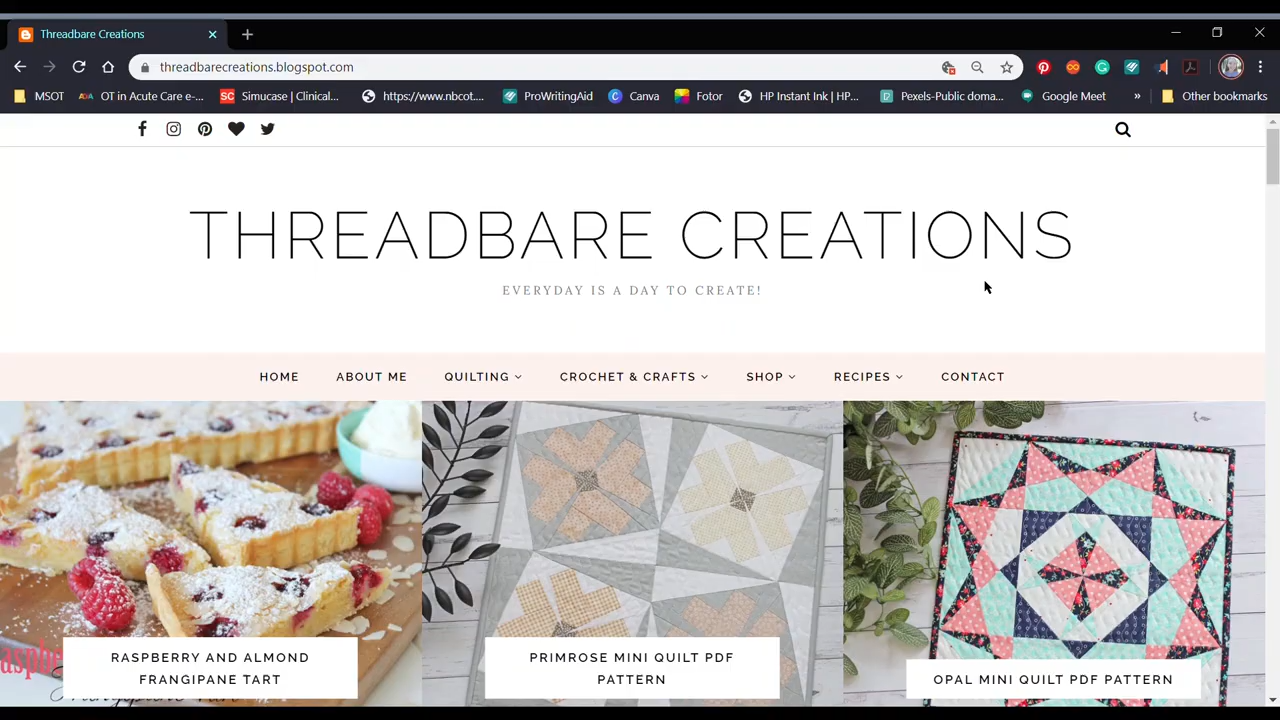 Threadbare Creations
threadbarecreations.blogspot.com
MSOT OT in Acute Care e-... Simucase | Clinical... https://www.nbcot.... ProWritingAid Canva Fotor HP Instant Ink | HP... Pexels-Public doma... Google Meet » Other bookmarks
THREADBARE CREATIONS
EVERYDAY IS A DAY TO CREATE!
HOME ABOUT ME QUILTING CROCHET & CRAFTS SHOP RECIPES CONTACT
RASPBERRY AND ALMOND
FRANGIPANE TART
PRIMROSE MINI QUILT PDF
PATTERN
OPAL MINI QUILT PDF PATTERN